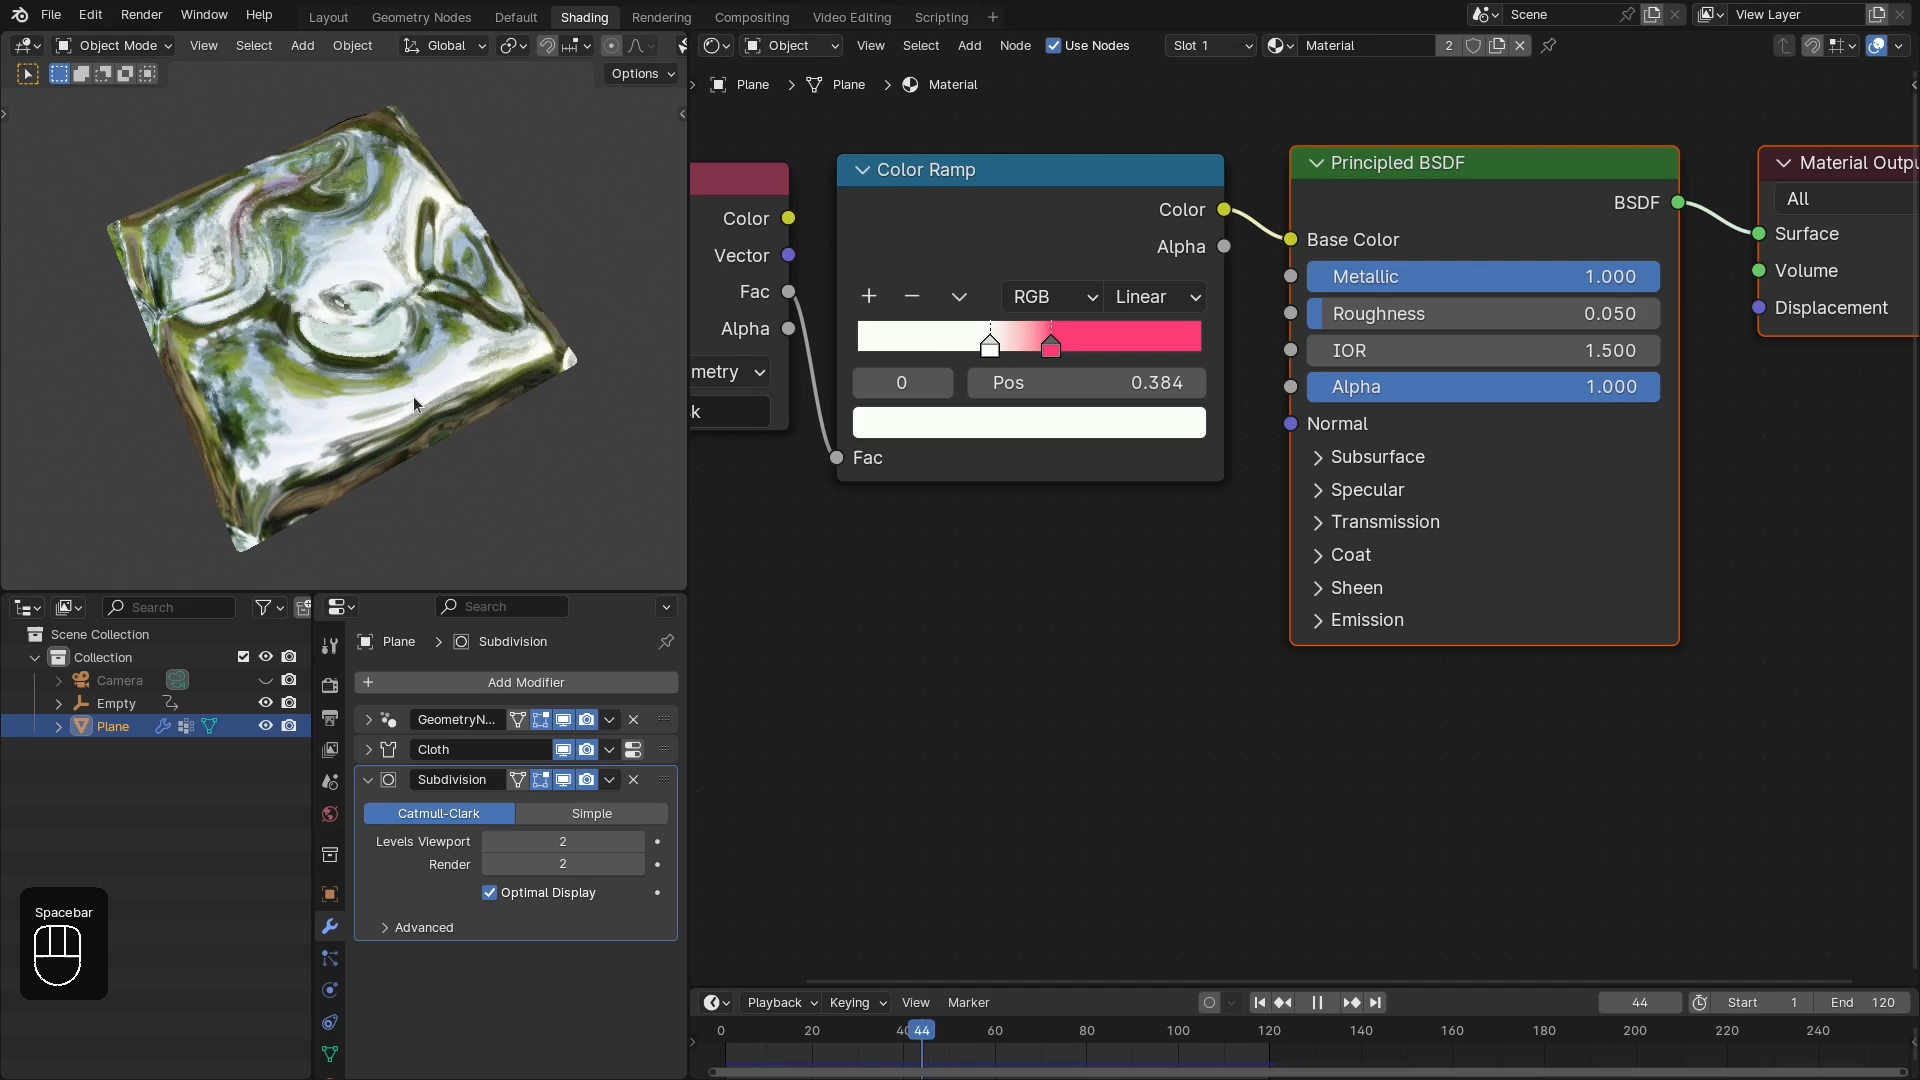 File Edit Render Window Help Layout Geometry Nodes Default Shading Rendering Compositing Video Editing Scripting Scene View Layer
Object Mode View Select Add Object Global
Options
Object View Select Add Node Use Nodes Slot 1 Material 2
Plane Plane Material
Color
Vector
Fac
Alpha
metry
k
Color Ramp
Color
Alpha
RGB Linear
0 Pos 0.384
Fac
Principled BSDF
BSDF
Base Color
Metallic 1.000
Roughness 0.050
IOR 1.500
Alpha 1.000
Normal
Subsurface
Specular
Transmission
Coat
Sheen
Emission
Material Outpu
All
Surface
Volume
Displacement
Search
Scene Collection
Collection
Camera
Empty
Plane
Spacebar
Search
Plane Subdivision
Add Modifier
GeometryN...
Cloth
Subdivision
Catmull-Clark Simple
Levels Viewport 2
Render 2
Optimal Display
Advanced
Playback Keying View Marker 44 Start 1 End 120
0 20 40 44 60 80 100 120 140 160 180 200 220 240